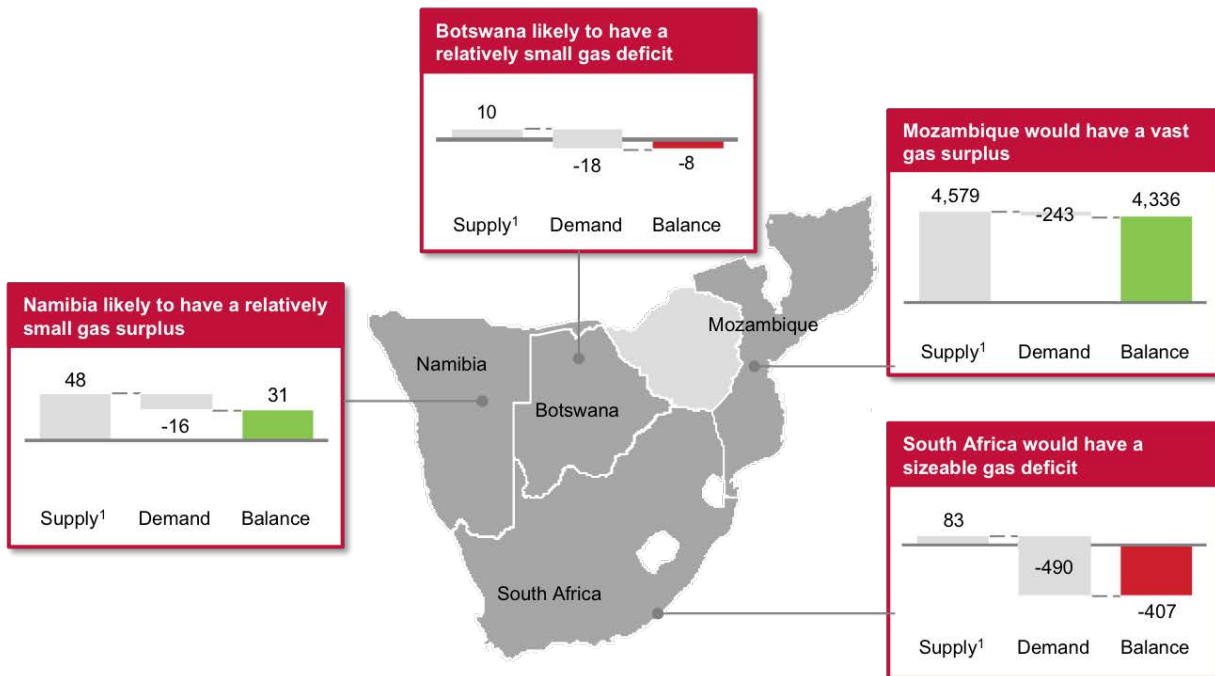 Botswana likely to have a
relatively small gas deficit
10
-18
-8
Supply¹
Demand
Balance
Mozambique would have a vast
gas surplus
4,579
-243
4,336
Supply¹
Demand
Balance
Namibia likely to have a relatively
small gas surplus
48
-16
31
Supply¹
Demand
Balance
Namibia
Botswana
Mozambique
South Africa
South Africa would have a
sizeable gas deficit
83
-490
-407
Supply¹
Demand
Balance